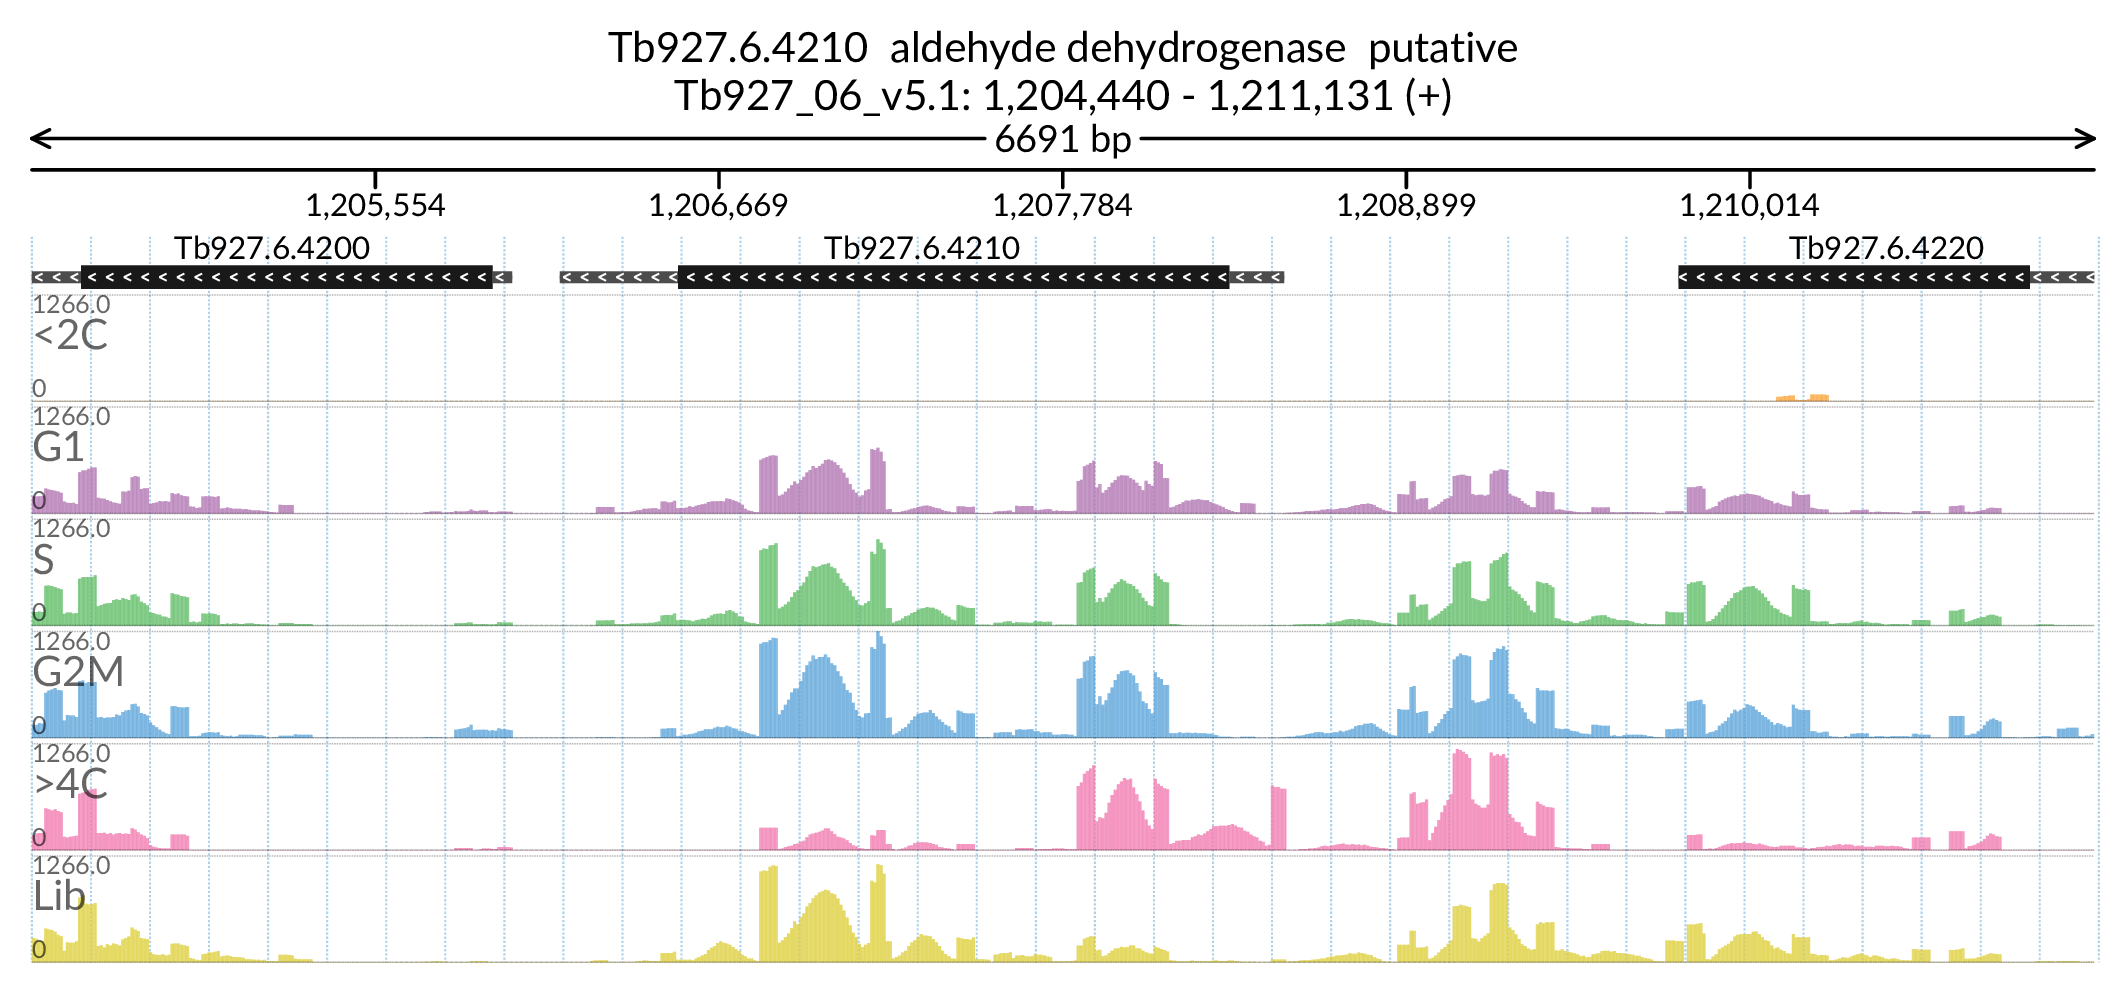 Tb927.6.4210 aldehyde dehydrogenase putative
Tb927_06_v5.1: 1,204,440 - 1,211,131 (+)
6691 bp
1,205,554 1,206,669 1,207,784 1,208,899 1,210,014
Tb927.6.4200 Tb927.6.4210 Tb927.6.4220
1266.0
<2C
0
1266.0
G1
0
1266.0
S
0
1266.0
G2M
0
1266.0
>4C
0
1266.0
Lib
0